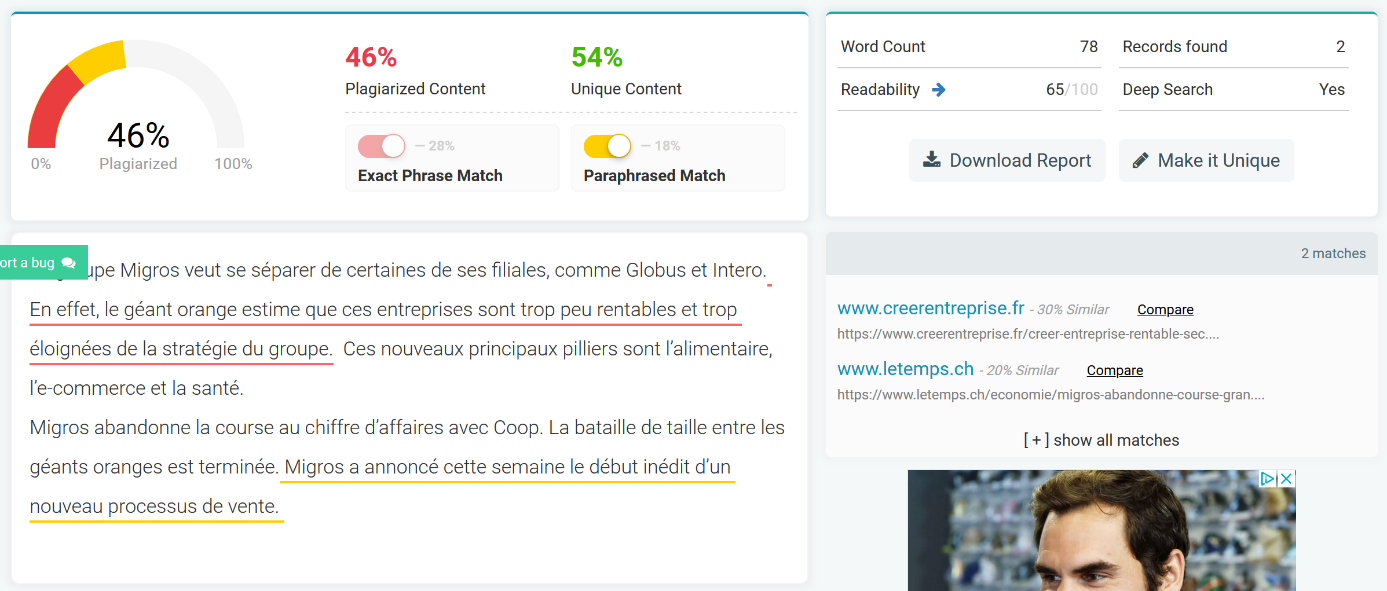 46%
0%
Plagiarized
100%
46%
Plagiarized Content
54%
Unique Content
– 28%
Exact Phrase Match
– 18%
Paraphrased Match
Word Count 78
Records found 2
Readability 65/100
Deep Search Yes
Download Report
Make it Unique
ort a bug
upe Migros veut se séparer de certaines de ses filiales, comme Globus et Intero.
En effet, le géant orange estime que ces entreprises sont trop peu rentables et trop
éloignées de la stratégie du groupe. Ces nouveaux principaux pilliers sont l’alimentaire,
l’e-commerce et la santé.
Migros abandonne la course au chiffre d’affaires avec Coop. La bataille de taille entre les
géants oranges est terminée. Migros a annoncé cette semaine le début inédit d’un
nouveau processus de vente.
2 matches
www.creerentreprise.fr - 30% Similar Compare
https://www.creerentreprise.fr/creer-entreprise-rentable-sec....
www.letemps.ch - 20% Similar Compare
https://www.letemps.ch/economie/migros-abandonne-course-gran....
[ + ] show all matches